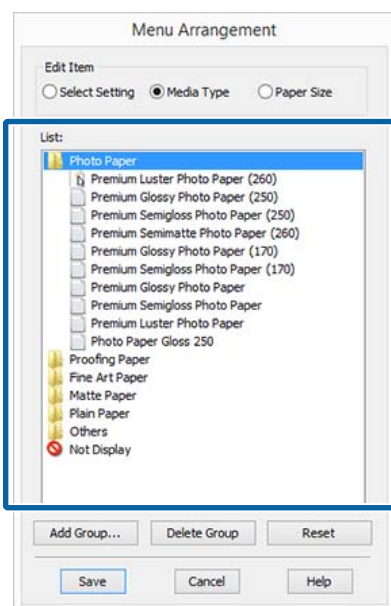 Menu Arrangement
Edit Item
Select Setting Media Type Paper Size
List:
Photo Paper
Premium Luster Photo Paper (260)
Premium Glossy Photo Paper (250)
Premium Semigloss Photo Paper (250)
Premium Semimatte Photo Paper (260)
Premium Glossy Photo Paper (170)
Premium Semigloss Photo Paper (170)
Premium Glossy Photo Paper
Premium Semigloss Photo Paper
Premium Luster Photo Paper
Photo Paper Gloss 250
Proofing Paper
Fine Art Paper
Matte Paper
Plain Paper
Others
Not Display
Add Group... Delete Group Reset
Save Cancel Help